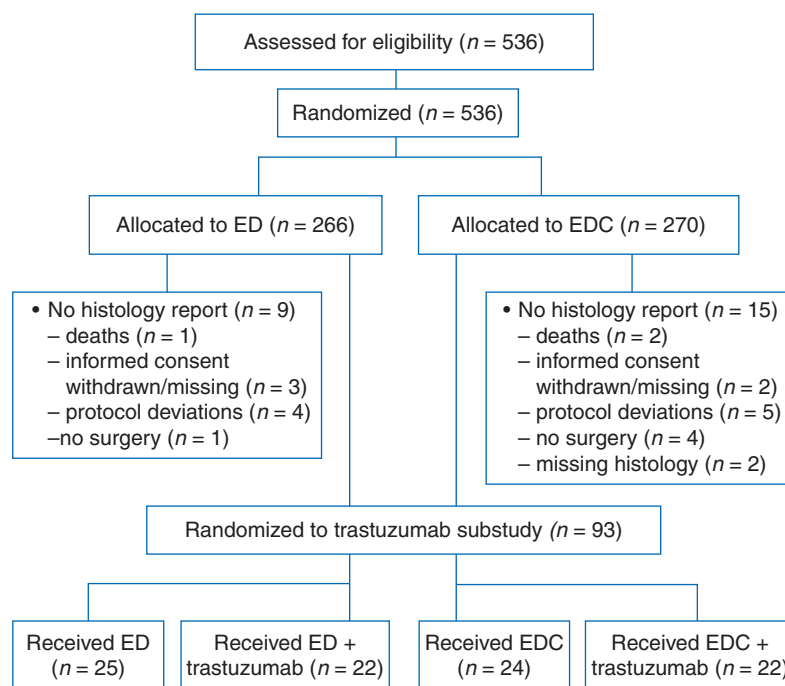 Assessed for eligibility (n = 536)
Randomized (n = 536)
Allocated to ED (n = 266)
Allocated to EDC (n = 270)
• No histology report (n = 9)
– deaths (n = 1)
– informed consent
withdrawn/missing (n = 3)
– protocol deviations (n = 4)
–no surgery (n = 1)
• No histology report (n = 15)
– deaths (n = 2)
– informed consent
withdrawn/missing (n = 2)
– protocol deviations (n = 5)
– no surgery (n = 4)
– missing histology (n = 2)
Randomized to trastuzumab substudy (n = 93)
Received ED
(n = 25)
Received ED +
trastuzumab (n = 22)
Received EDC
(n = 24)
Received EDC +
trastuzumab (n = 22)